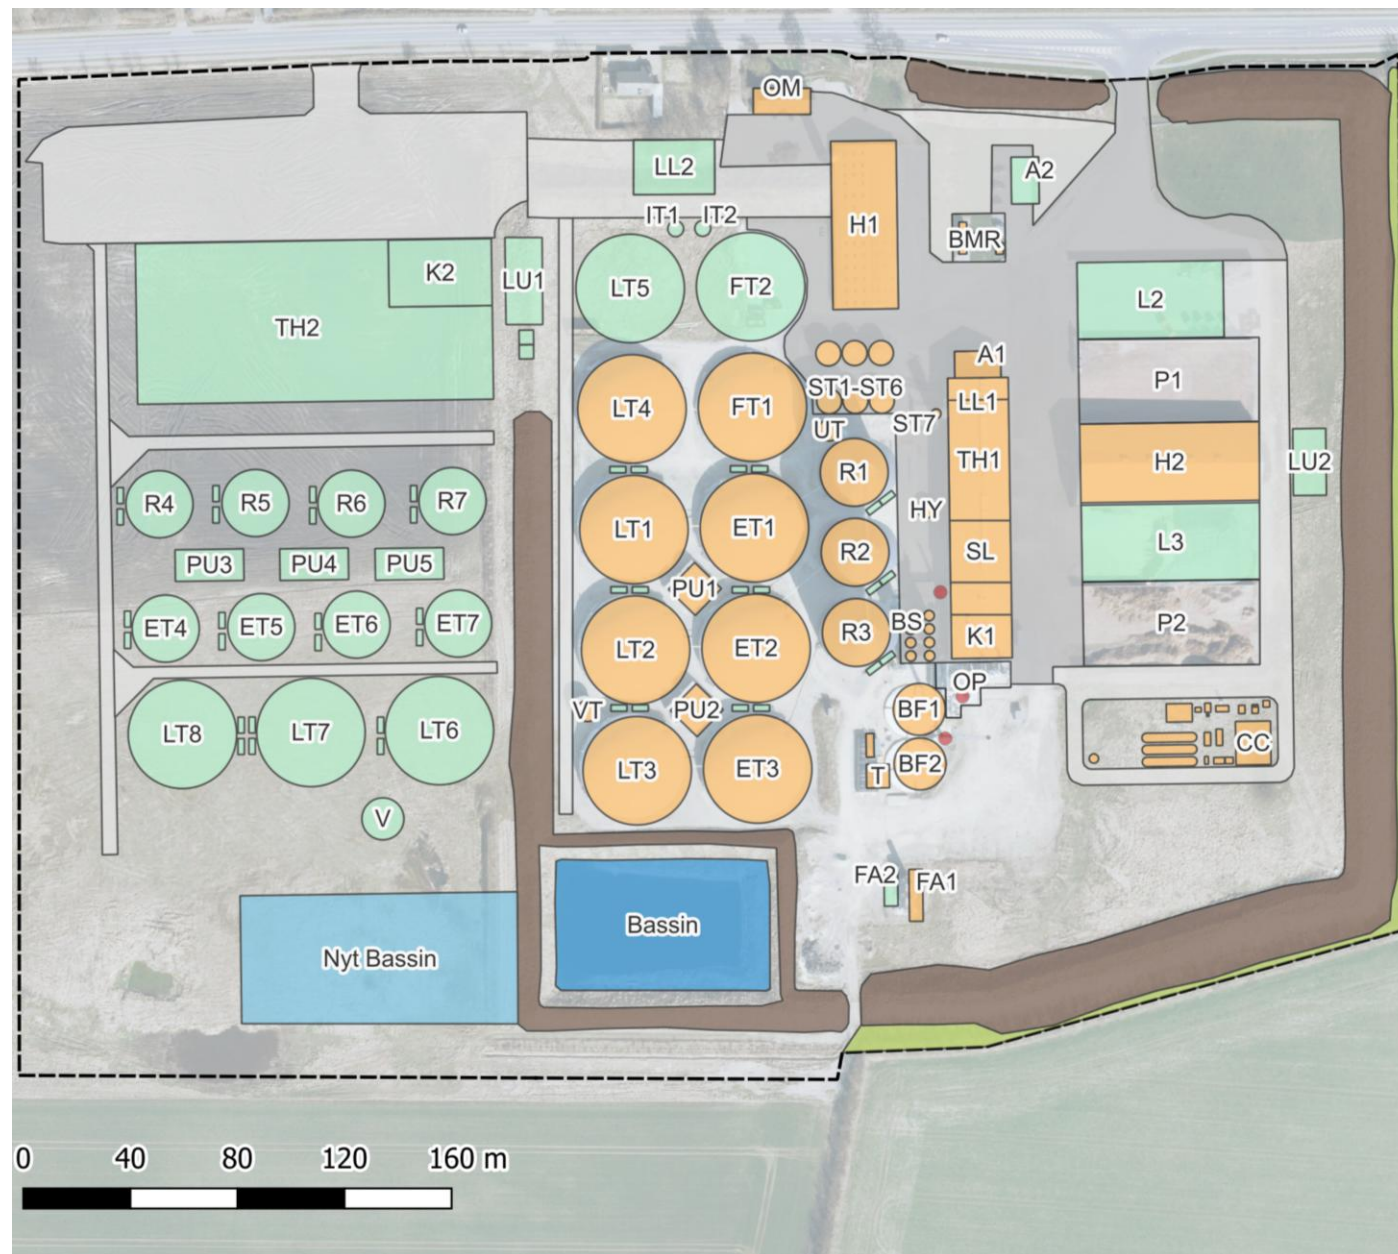 OM
LL2
A2
IT1
IT2
H1
BMR
K2
LU1
LT5
FT2
L2
TH2
A1
P1
ST1-ST6
LL1
LT4
FT1
UT
ST7
TH1
H2
LU2
R4
R5
R6
R7
R1
HY
LT1
ET1
R2
SL
L3
PU3
PU4
PU5
PU1
ET4
ET5
ET6
ET7
LT2
ET2
R3
BS
K1
P2
OP
VT
PU2
BF1
LT8
LT7
LT6
CC
LT3
ET3
BF2
T
V
FA2
FA1
Bassin
Nyt Bassin
0 40 80 120 160 m